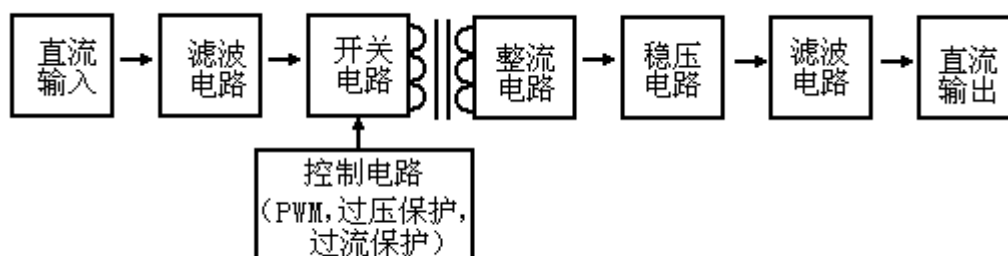 直流
输入
滤波
电路
开关
电路
整流
电路
稳压
电路
滤波
电路
直流
输出
控制电路
（PWM,过压保护,
过流保护）